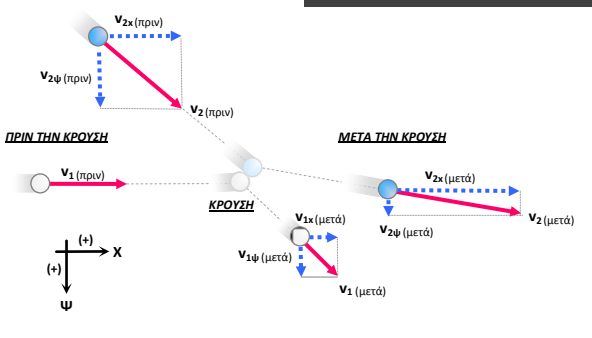 v2x (πριν)
v2ψ (πριν)
v2 (πριν)
ΠΡΙΝ ΤΗΝ ΚΡΟΥΣΗ
ΜΕΤΑ ΤΗΝ ΚΡΟΥΣΗ
v1 (πριν)
v2x (μετά)
ΚΡΟΥΣΗ
v1x (μετά)
v2 (μετά)
v2ψ (μετά)
(+)
X
v1ψ (μετά)
(+)
v1 (μετά)
Ψ